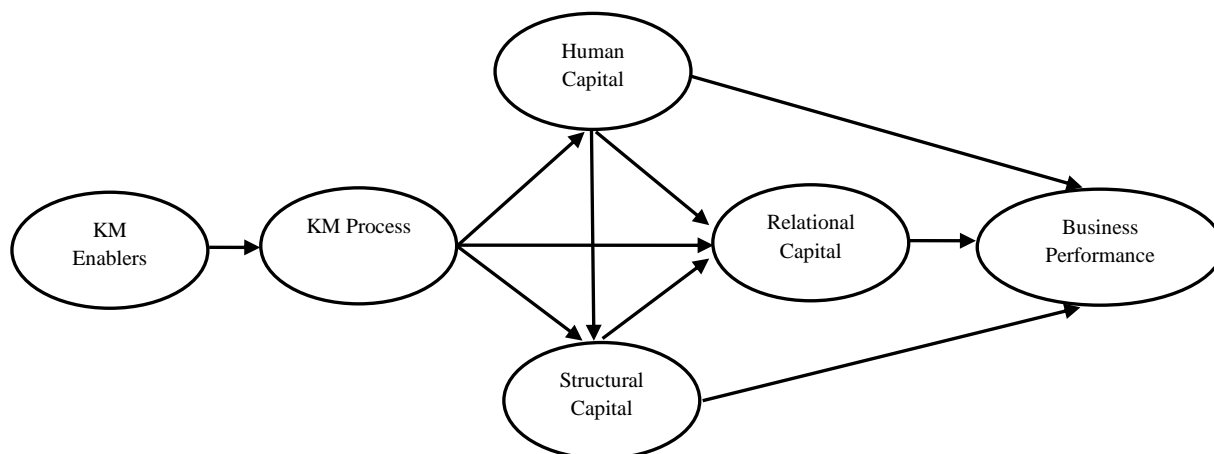 Human
Capital
KM
Enablers
KM Process
Relational
Capital
Business
Performance
Structural
Capital